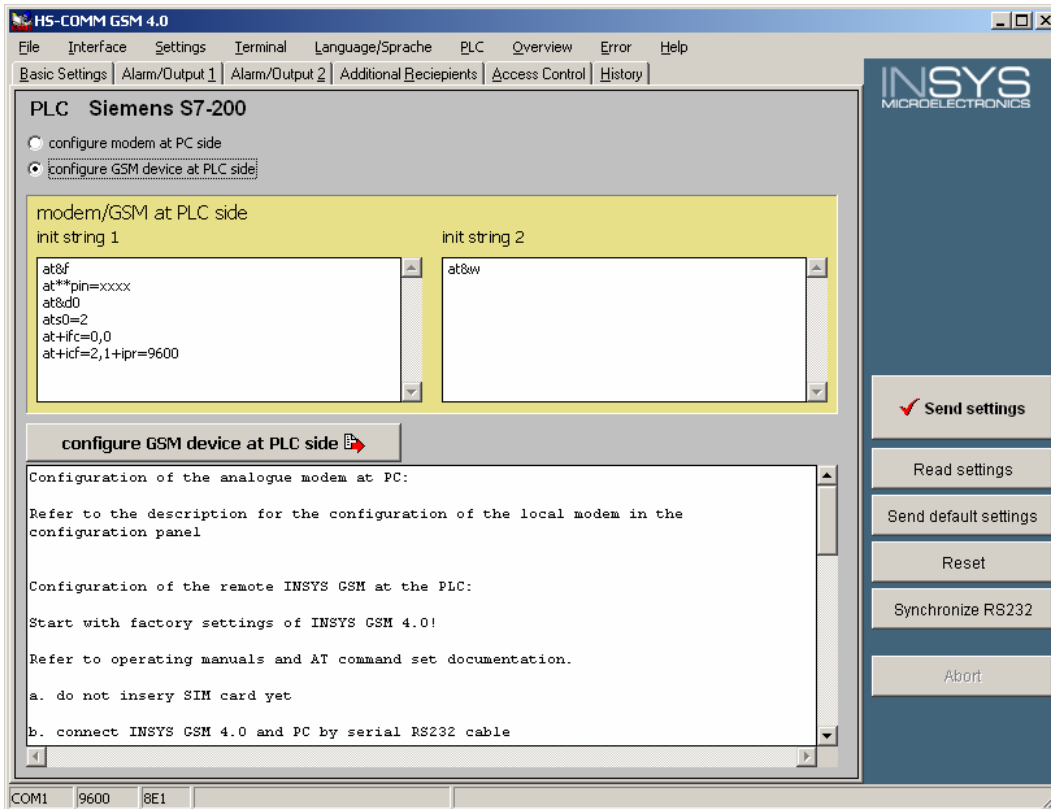 HS-COMM GSM 4.0
File Interface Settings Terminal Language/Sprache PLC Overview Error Help
Basic Settings Alarm/Output 1 Alarm/Output 2 Additional Reciepients Access Control History
INSYS
MICROELECTRONICS
PLC Siemens S7-200
configure modem at PC side
configure GSM device at PLC side
modem/GSM at PLC side
init string 1
at&f
at**pin=xxxx
at&d0
ats0=2
at+ifc=0,0
at+icf=2,1+ipr=9600
init string 2
at&w
configure GSM device at PLC side
Configuration of the analogue modem at PC:
Refer to the description for the configuration of the local modem in the
configuration panel
Configuration of the remote INSYS GSM at the PLC:
Start with factory settings of INSYS GSM 4.0!
Refer to operating manuals and AT command set documentation.
a. do not insery SIM card yet
b. connect INSYS GSM 4.0 and PC by serial RS232 cable
Send settings
Read settings
Send default settings
Reset
Synchronize RS232
Abort
COM1 9600 8E1